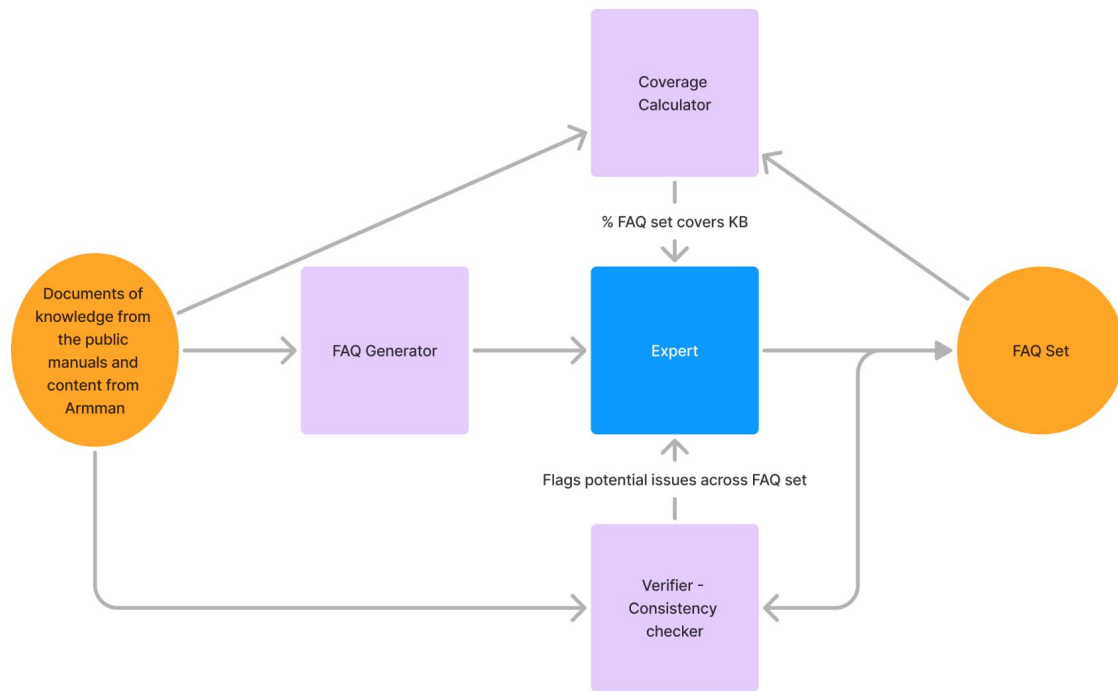 Coverage
Calculator
% FAQ set covers KB
Documents of
knowledge from
the public
manuals and
content from
Armman
FAQ Generator
Expert
FAQ Set
Flags potential issues across FAQ set
Verifier -
Consistency
checker